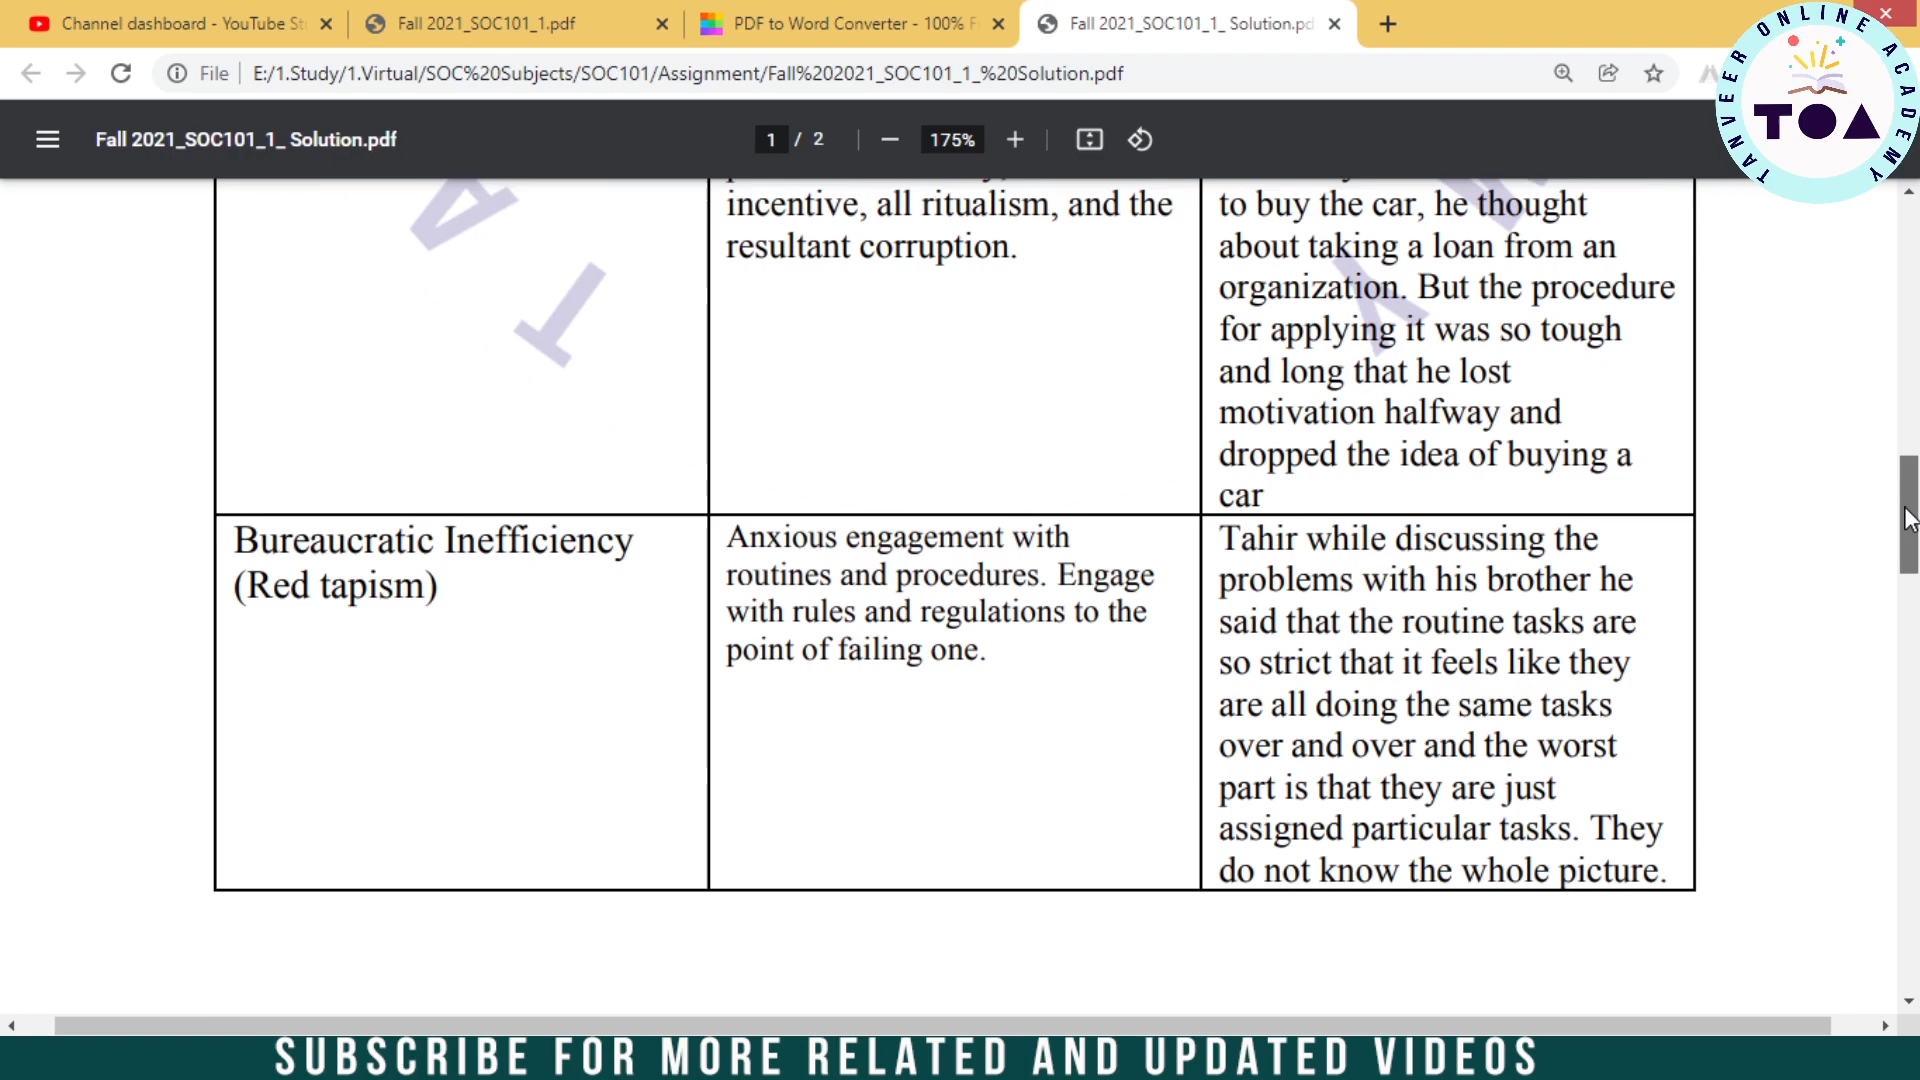 Channel dashboard - YouTube St
Fall 2021_SOC101_1.pdf
PDF to Word Converter - 100% F
Fall 2021_SOC101_1_ Solution.pd
File
E:/1.Study/1.Virtual/SOC%20Subjects/SOC101/Assignment/Fall%202021_SOC101_1_%20Solution.pdf
TANVEER ONLINE ACADEMY
TOA
Fall 2021_SOC101_1_ Solution.pdf
1 / 2
175%
incentive, all ritualism, and the
resultant corruption.
to buy the car, he thought
about taking a loan from an
organization. But the procedure
for applying it was so tough
and long that he lost
motivation halfway and
dropped the idea of buying a
car
Bureaucratic Inefficiency
(Red tapism)
Anxious engagement with
routines and procedures. Engage
with rules and regulations to the
point of failing one.
Tahir while discussing the
problems with his brother he
said that the routine tasks are
so strict that it feels like they
are all doing the same tasks
over and over and the worst
part is that they are just
assigned particular tasks. They
do not know the whole picture.
SUBSCRIBE FOR MORE RELATED AND UPDATED VIDEOS